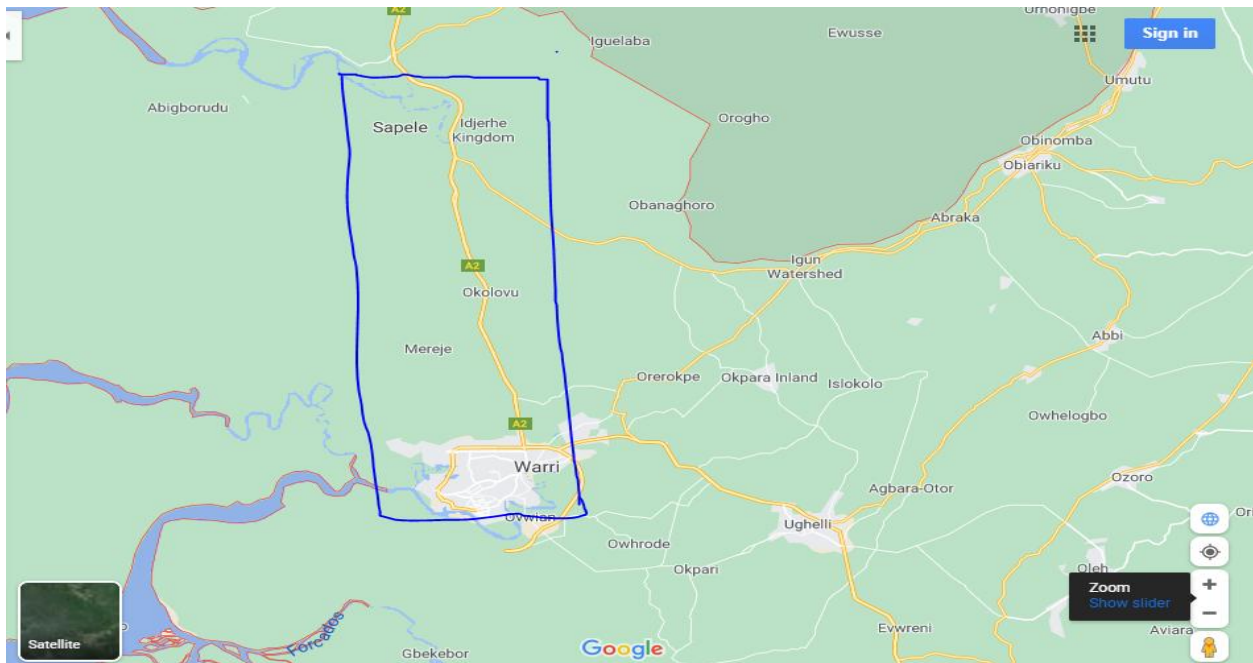 Umonigbe
A2
Iguelaba
Ewusse
Sign in
Umutu
Abigborudu
Orogho
Sapele
Idjerhe
Kingdom
Obinomba
Obiariku
Obanaghoro
Abraka
Igun
Watershed
A2
Okolovu
Abbi
Mereje
Orerokpe
Okpara Inland
Islokolo
Owhelogbo
A2
Warri
Ozoro
Agbara-Otor
Ovwian
Ughelli
Owhrode
Okpari
Oleh
Zoom
Show slider
Evwreni
Aviara
Satellite
Forcados
Gbekebor
Google